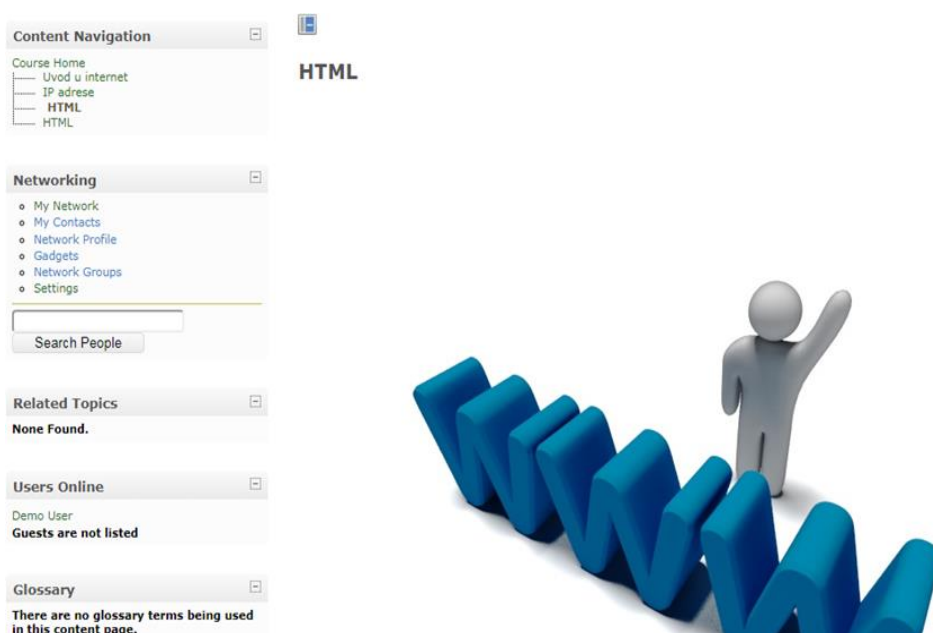 Content Navigation
Course Home
Uvod u internet
IP adrese
HTML
HTML
Networking
My Network
My Contacts
Network Profile
Gadgets
Network Groups
Settings
Search People
Related Topics
None Found.
Users Online
Demo User
Guests are not listed
Glossary
There are no glossary terms being used
in this content page.
HTML
WWW